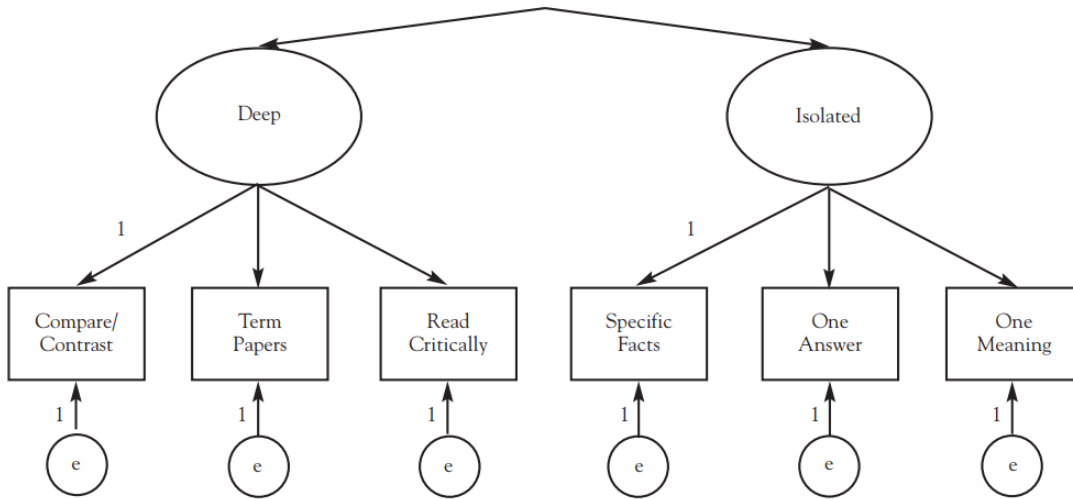 Deep
Isolated
1
1
Compare/
Contrast
Term
Papers
Read
Critically
Specific
Facts
One
Answer
One
Meaning
1
1
1
1
1
1
e
e
e
e
e
e